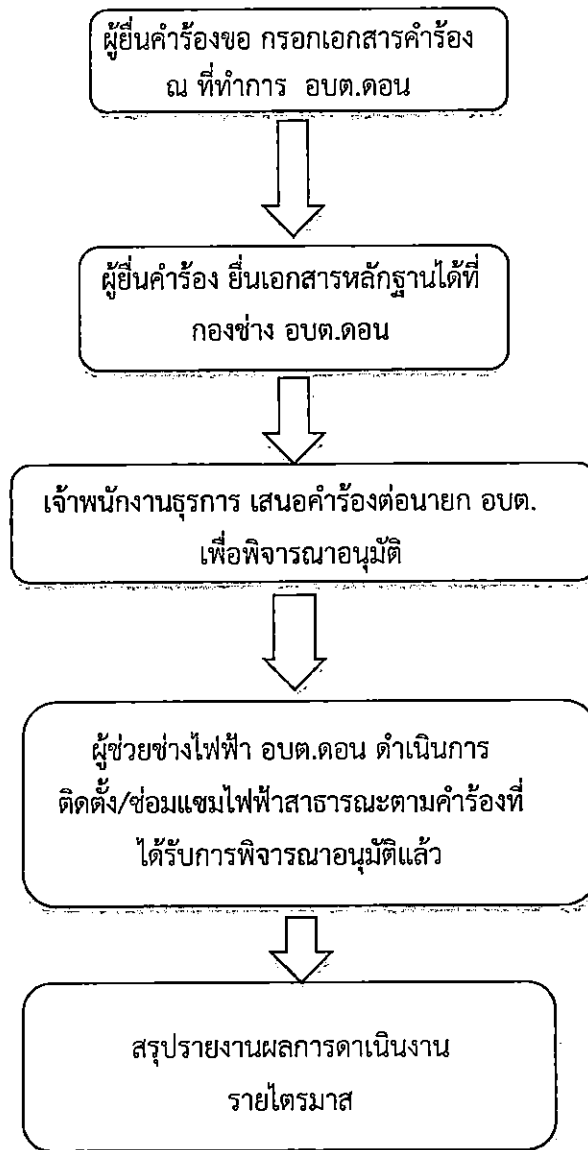 ผู้ยื่นคำร้องขอ กรอกเอกสารคำร้อง
ณ ที่ทำการ อบต.ดอน
ผู้ยื่นคำร้อง ยื่นเอกสารหลักฐานได้ที่
กองช่าง อบต.ดอน
เจ้าพนักงานธุรการ เสนอคำร้องต่อนายก อบต.
เพื่อพิจารณาอนุมัติ
ผู้ช่วยช่างไฟฟ้า อบต.ดอน ดำเนินการ
ติดตั้ง/ซ่อมแซมไฟฟ้าสาธารณะตามคำร้องที่
ได้รับการพิจารณาอนุมัติแล้ว
สรุปรายงานผลการดาเนินงาน
รายไตรมาส